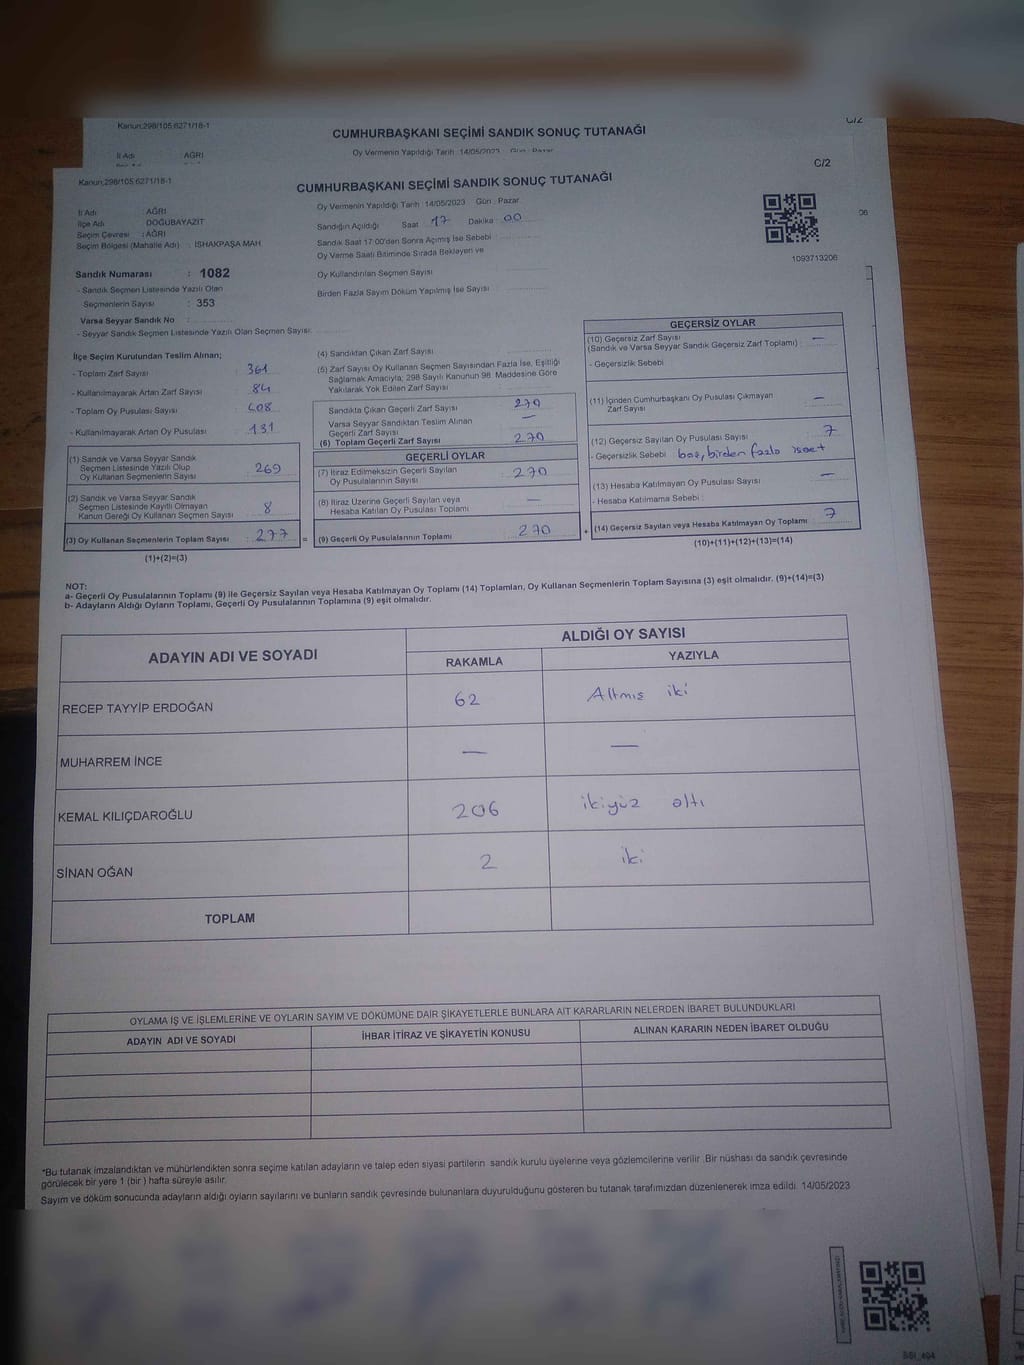 Kanun:298/105,6271/18-1
CUMHURBAŞKANI SEÇİMİ SANDIK SONUÇ TUTANAĞI
İl Adı AĞRI
Oy Vermenin Yapıldığı Tarih :14/05/2023 Gün : Pazar
C/2
Kanun:298/105,6271/18-1
CUMHURBAŞKANI SEÇİMİ SANDIK SONUÇ TUTANAĞI
C/2
İl Adı : AĞRI
İlçe Adı : DOĞUBAYAZIT
Seçim Çevresi : AĞRI
Seçim Bölgesi (Mahalle Adı) : İSHAKPAŞA MAH
Oy Vermenin Yapıldığı Tarih :14/05/2023 Gün : Pazar
Sandığın Açıldığı Saat : 17 Dakika : 00
Sandık Saat 17:00'den Sonra Açımış İse Sebebi :
Oy Verme Saati Bitiminde Sırada Bekleyen ve
Oy Kullandırılan Seçmen Sayısı :
Birden Fazla Sayım Döküm Yapılmış İse Sayısı :
1093713206
06
Sandık Numarası : 1082
- Sandık Seçmen Listesinde Yazılı Olan
Seçmenlerin Sayısı : 353
Varsa Seyyar Sandık No :
- Seyyar Sandık Seçmen Listesinde Yazılı Olan Seçmen Sayısı:
İlçe Seçim Kurulundan Teslim Alınan;
- Toplam Zarf Sayısı : 361
- Kullanılmayarak Artan Zarf Sayısı : 84
- Toplam Oy Pusulası Sayısı : 408
- Kullanılmayarak Artan Oy Pusulası : 131
(1) Sandık ve Varsa Seyyar Sandık
Seçmen Listesinde Yazılı Olup
Oy Kullanan Seçmenlerin Sayısı : 269
(2) Sandık ve Varsa Seyyar Sandık
Seçmen Listesinde Kayıtlı Olmayan
Kanun Gereği Oy Kullanan Seçmen Sayısı : 8
(3) Oy Kullanan Seçmenlerin Toplam Sayısı : 277 =
(1)+(2)=(3)
(4) Sandıktan Çıkan Zarf Sayısı :
(5) Zarf Sayısı Oy Kullanan Seçmen Sayısından Fazla İse, Eşitliği
Sağlamak Amacıyla; 298 Sayılı Kanunun 98. Maddesine Göre
Yakılarak Yok Edilen Zarf Sayısı :
Sandıkta Çıkan Geçerli Zarf Sayısı : 270
Varsa Seyyar Sandıktan Teslim Alınan
Geçerli Zarf Sayısı : —
(6) Toplam Geçerli Zarf Sayısı : 270
GEÇERLİ OYLAR
(7) İtiraz Edilmeksizin Geçerli Sayılan
Oy Pusulalarının Sayısı : 270
(8) İtiraz Üzerine Geçerli Sayılan veya
Hesaba Katılan Oy Pusulası Toplamı : —
(9) Geçerli Oy Pusulalarının Toplamı : 270 +
GEÇERSİZ OYLAR
(10) Geçersiz Zarf Sayısı
(Sandık ve Varsa Seyyar Sandık Geçersiz Zarf Toplamı) : —
- Geçersizlik Sebebi :
(11) İçinden Cumhurbaşkanı Oy Pusulası Çıkmayan
Zarf Sayısı : —
(12) Geçersiz Sayılan Oy Pusulası Sayısı : 7
- Geçersizlik Sebebi : boş, birden fazla
(13) Hesaba Katılmayan Oy Pusulası Sayısı : —
- Hesaba Katılmama Sebebi :
(14) Geçersiz Sayılan veya Hesaba Katılmayan Oy Toplamı : 7
(10)+(11)+(12)+(13)=(14)
NOT:
a- Geçerli Oy Pusulalarının Toplamı (9) ile Geçersiz Sayılan veya Hesaba Katılmayan Oy Toplamı (14) Toplamları, Oy Kullanan Seçmenlerin Toplam Sayısına (3) eşit olmalıdır. (9)+(14)=(3)
b- Adayların Aldığı Oyların Toplamı, Geçerli Oy Pusulalarının Toplamına (9) eşit olmalıdır.
ADAYIN ADI VE SOYADI
ALDIĞI OY SAYISI
RAKAMLA YAZIYLA
RECEP TAYYİP ERDOĞAN 62 Altmış iki
MUHARREM İNCE — —
KEMAL KILIÇDAROĞLU 206 ikiyüz altı
SİNAN OĞAN 2 iki
TOPLAM
OYLAMA İŞ VE İŞLEMLERİNE VE OYLARIN SAYIM VE DÖKÜMÜNE DAİR ŞİKAYETLERLE BUNLARA AİT KARARLARIN NELERDEN İBARET BULUNDUKLARI
ADAYIN ADI VE SOYADI İHBAR İTİRAZ VE ŞİKAYETİN KONUSU ALINAN KARARIN NEDEN İBARET OLDUĞU
*Bu tutanak imzalandıktan ve mühürlendikten sonra seçime katılan adayların ve talep eden siyasi partilerin sandık kurulu üyelerine veya gözlemcilerine verilir. Bir nüshası da sandık çevresinde
görülecek bir yere 1 (bir ) hafta süreyle asılır.
Sayım ve döküm sonucunda adayların aldığı oyların sayılarını ve bunların sandık çevresinde bulunanlara duyurulduğunu gösteren bu tutanak tarafımızdan düzenlenerek imza edildi. 14/05/2023